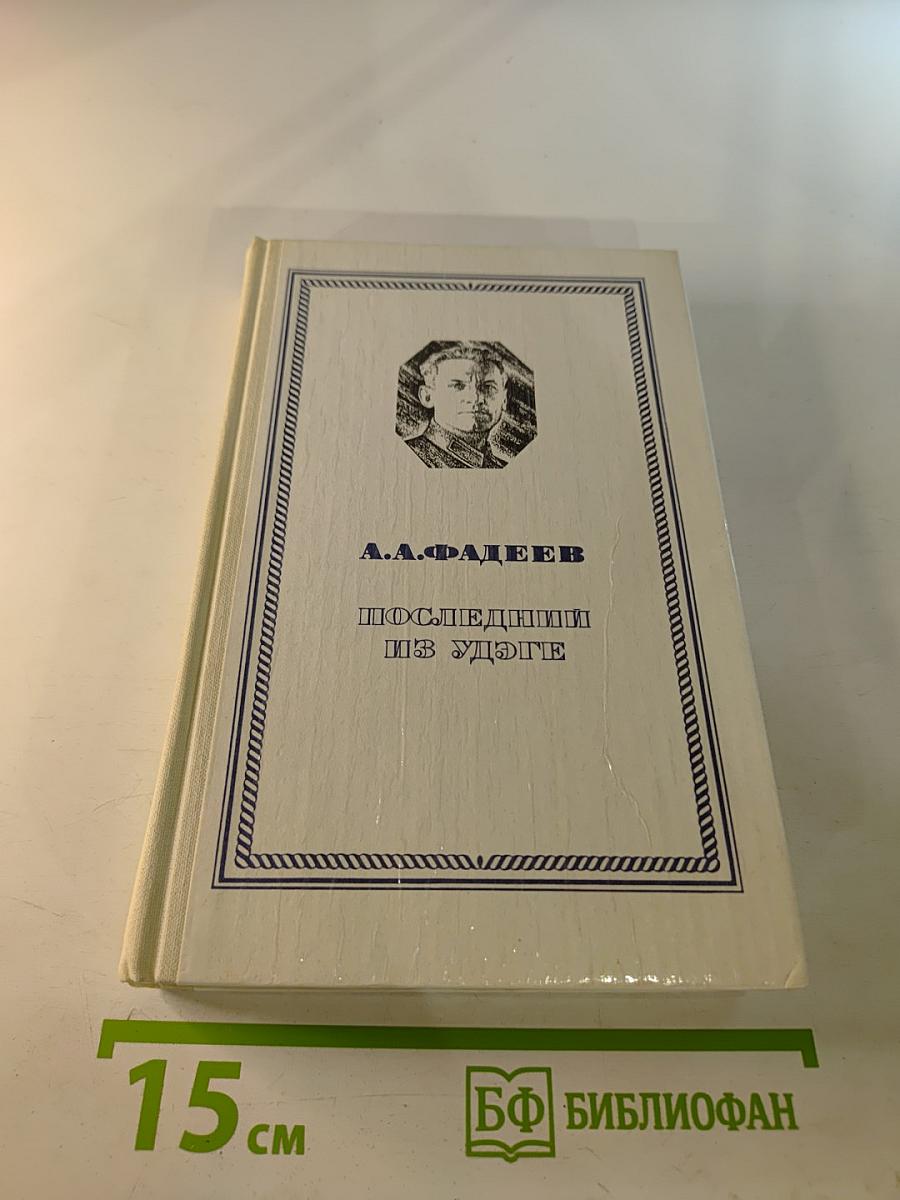 А.А.ФАДЕЕВ
ПОСЛЕДНИЙ
ИЗ УДЭГЕ
15 см
БФ БИБЛИОФАН